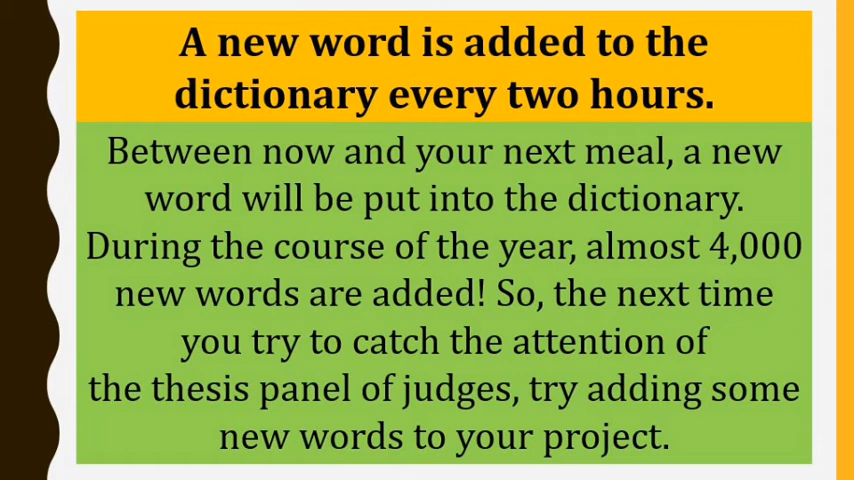 A new word is added to the
dictionary every two hours.
Between now and your next meal, a new
word will be put into the dictionary.
During the course of the year, almost 4,000
new words are added! So, the next time
you try to catch the attention of
the thesis panel of judges, try adding some
new words to your project.